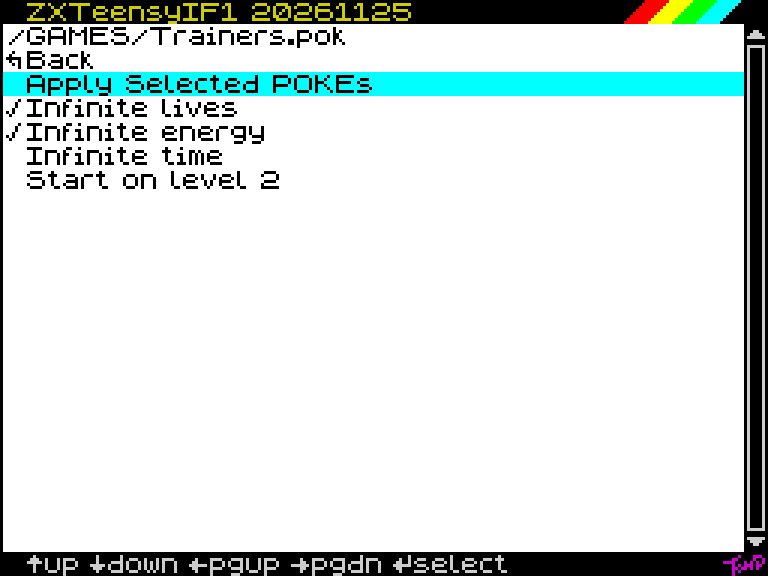 ZXTeensyIF1 20261125
/GAMES/Trainers.pok
↰Back
Apply Selected POKEs
✓Infinite lives
✓Infinite energy
Infinite time
Start on level 2
↑up ↓down ←pgup →pgdn ↵select